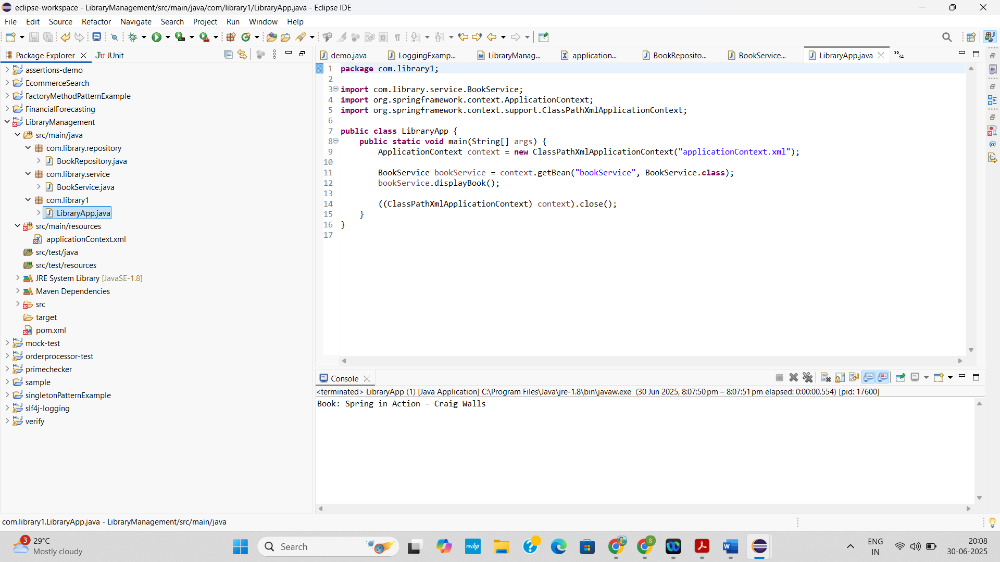 eclipse-workspace - LibraryManagement/src/main/java/com/library1/LibraryApp.java - Eclipse IDE
File Edit Source Refactor Navigate Search Project Run Window Help
Package Explorer
JUnit
assertions-demo
EcommerceSearch
FactoryMethodPatternExample
FinancialForecasting
LibraryManagement
src/main/java
com.library.repository
BookRepository.java
com.library.service
BookService.java
com.library1
LibraryApp.java
src/main/resources
applicationContext.xml
src/test/java
src/test/resources
JRE System Library [JavaSE-1.8]
Maven Dependencies
src
target
pom.xml
mock-test
orderprocessor-test
primechecker
sample
singletonPatternExample
slf4j-logging
verify
demo.java LoggingExamp... LibraryManag... application... BookReposito... BookService... LibraryApp.java »34
1 package com.library1;
2
3 import com.library.service.BookService;
4 import org.springframework.context.ApplicationContext;
5 import org.springframework.context.support.ClassPathXmlApplicationContext;
6
7 public class LibraryApp {
8 public static void main(String[] args) {
9 ApplicationContext context = new ClassPathXmlApplicationContext("applicationContext.xml");
10
11 BookService bookService = context.getBean("bookService", BookService.class);
12 bookService.displayBook();
13
14 ((ClassPathXmlApplicationContext) context).close();
15 }
16 }
17
Console
<terminated> LibraryApp (1) [Java Application] C:\Program Files\Java\jre-1.8\bin\javaw.exe (30 Jun 2025, 8:07:50 pm – 8:07:51 pm elapsed: 0:00:00.554) [pid: 17600]
Book: Spring in Action - Craig Walls
com.library1.LibraryApp.java - LibraryManagement/src/main/java
3
29°C
Mostly cloudy
Search
myhp
S
ENG
IN
20:08
30-06-2025